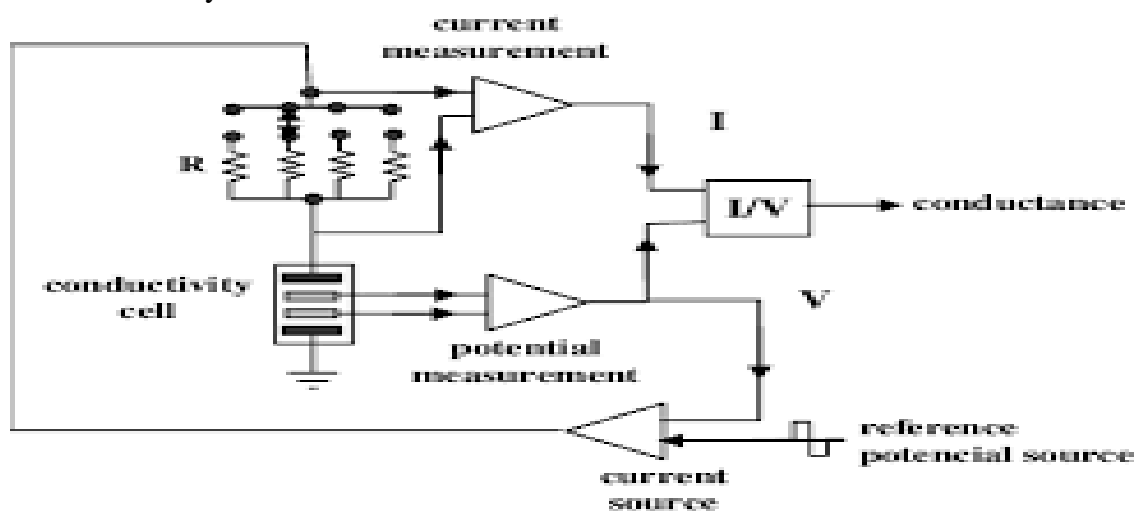 current
measurement
I
R
I/V
conductance
conductivity
cell
V
potential
measurement
reference
potencial source
current
source